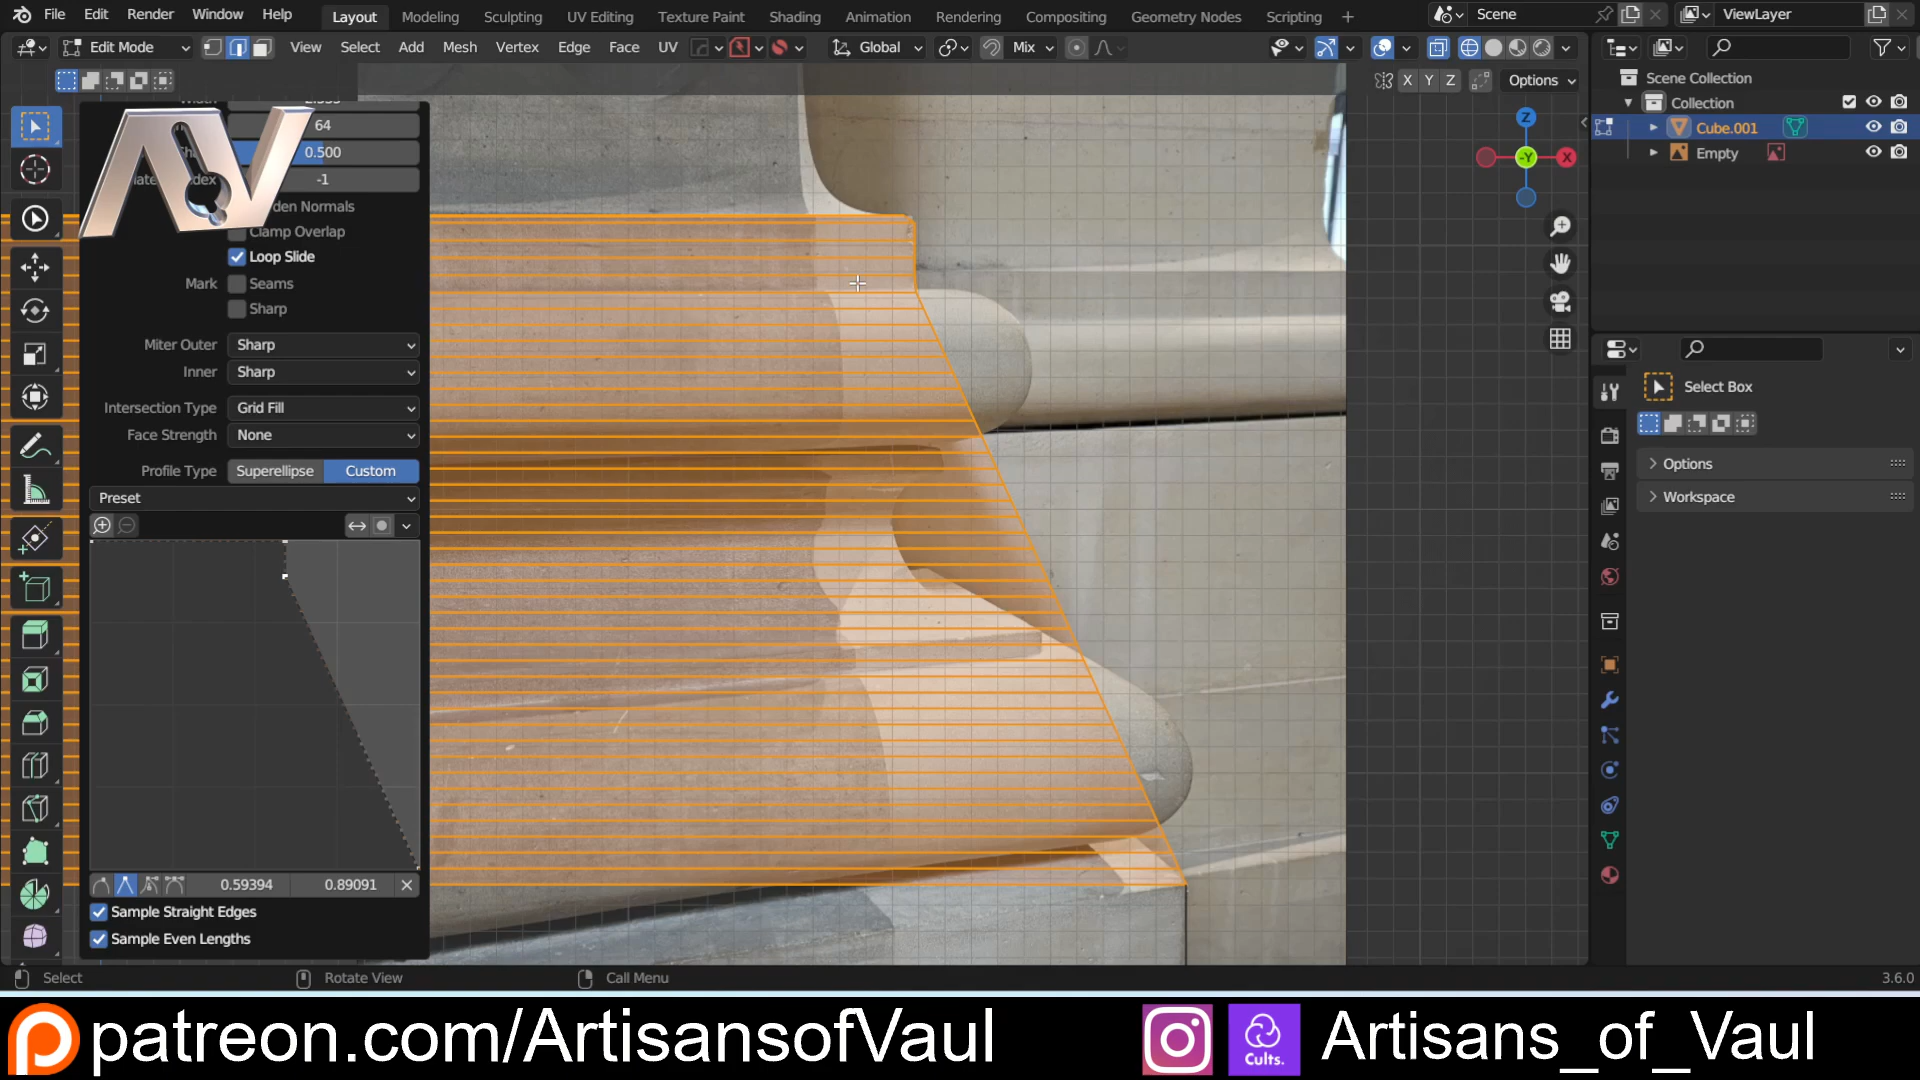 File Edit Render Window Help Layout Modeling Sculpting UV Editing Texture Paint Shading Animation Rendering Compositing Geometry Nodes Scripting + Scene ViewLayer
Edit Mode View Select Add Mesh Vertex Edge Face UV Global Mix
X Y Z Options
Scene Collection
Collection
Cube.001
Empty
Z
-Y X
64
0.500
-1
AV
den Normals
Clamp Overlap
Loop Slide
Mark Seams
Sharp
Miter Outer Sharp
Inner Sharp
Intersection Type Grid Fill
Face Strength None
Profile Type Superellipse Custom
Preset
0.59394 0.89091
Sample Straight Edges
Sample Even Lengths
Select Box
Options
Workspace
Select Rotate View Call Menu 3.6.0
patreon.com/ArtisansofVaul
Cults.
Artisans_of_Vaul